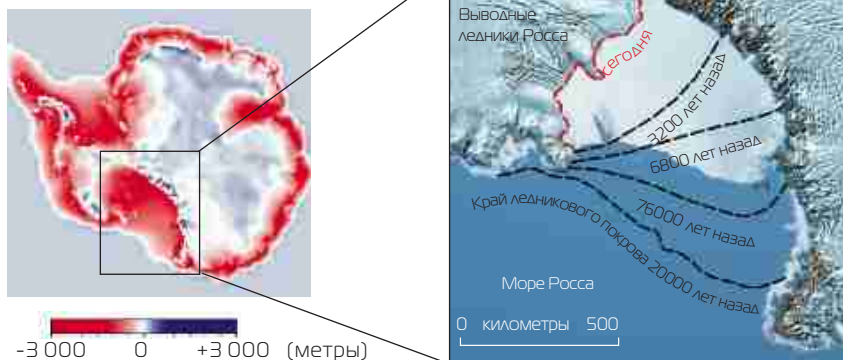 -3 000 0 +3 000 (метры)
Выводные
ледники Росса
сегодня
3200 лет назад
6800 лет назад
76000 лет назад
Край ледникового покрова 20000 лет назад
Море Росса
0 километры 500